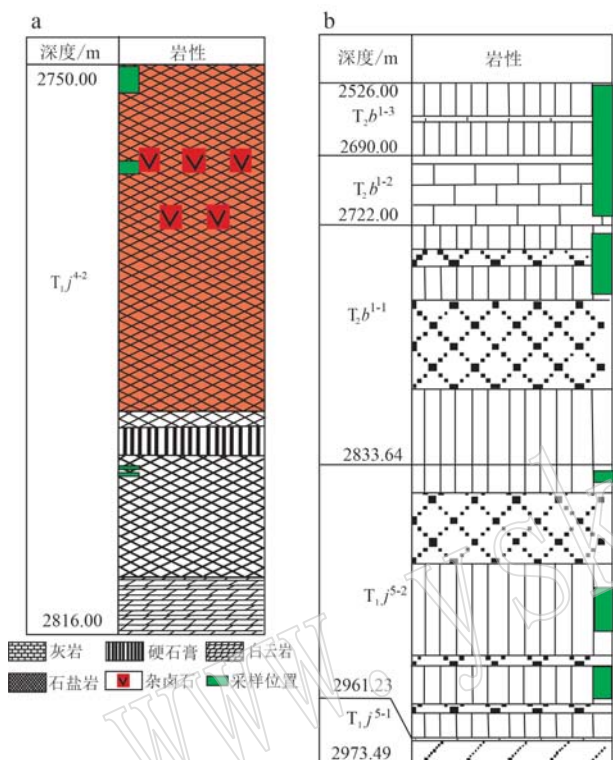 a
深度/m 岩性
2750.00
T₁j⁴⁻²
2816.00
灰岩 硬石膏 白云岩
石盐岩 杂卤石 采样位置
b
深度/m 岩性
2526.00
T₂b¹⁻³
2690.00
T₂b¹⁻²
2722.00
T₂b¹⁻¹
2833.64
T₁j⁵⁻²
2961.23
T₁j⁵⁻¹
2973.49
www.ysk